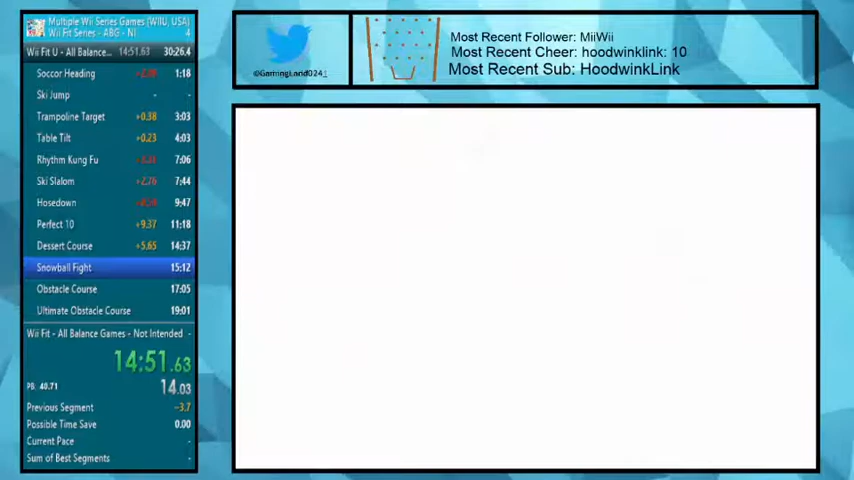 Multiple Wii Series Games (WIIU, USA)
Wii Fit Series - ABG - NI 4
Wii Fit U - All Balance... 14:51.63 30:26.4
Soccor Heading 1:18
Ski Jump - -
Trampoline Target +0.38 3:03
Table Tilt +0.23 4:03
Rhythm Kung Fu 7:06
Ski Slalom +2.76 7:44
Hosedown 9:47
Perfect 10 +9.37 11:18
Dessert Course +5.65 14:37
Snowball Fight 15:12
Obstacle Course 17:05
Ultimate Obstacle Course 19:01
Wii Fit - All Balance Games - Not Intended -
14:51.63
PB: 40.71 14.03
Previous Segment -3.7
Possible Time Save 0.00
Current Pace -
Sum of Best Segments -
@GamingLand024_
Most Recent Follower: MiiWii
Most Recent Cheer: hoodwinklink: 10
Most Recent Sub: HoodwinkLink